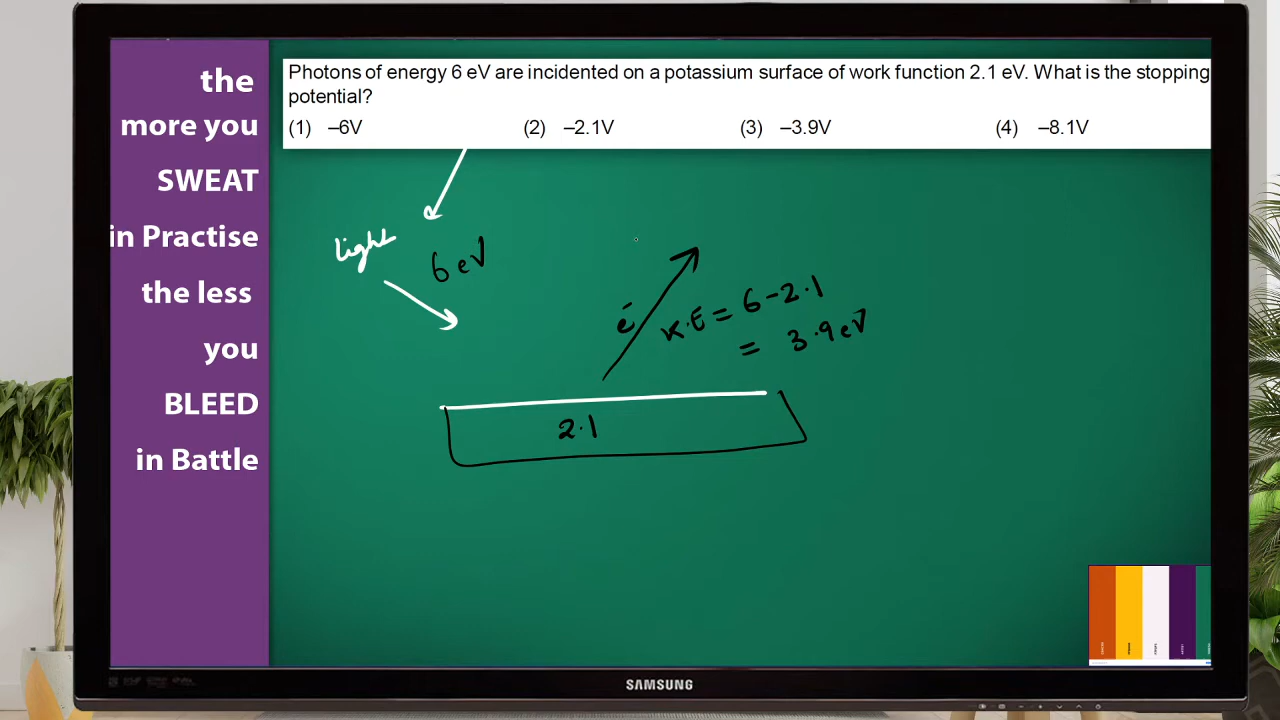 the
more you
SWEAT
in Practise
the less
you
BLEED
in Battle
Photons of energy 6 eV are incidented on a potassium surface of work function 2.1 eV. What is the stopping
potential?
(1) –6V (2) –2.1V (3) –3.9V (4) –8.1V
light
6 eV
e⁻
K.E = 6-2.1
= 3.9eV
2.1
SAMSUNG